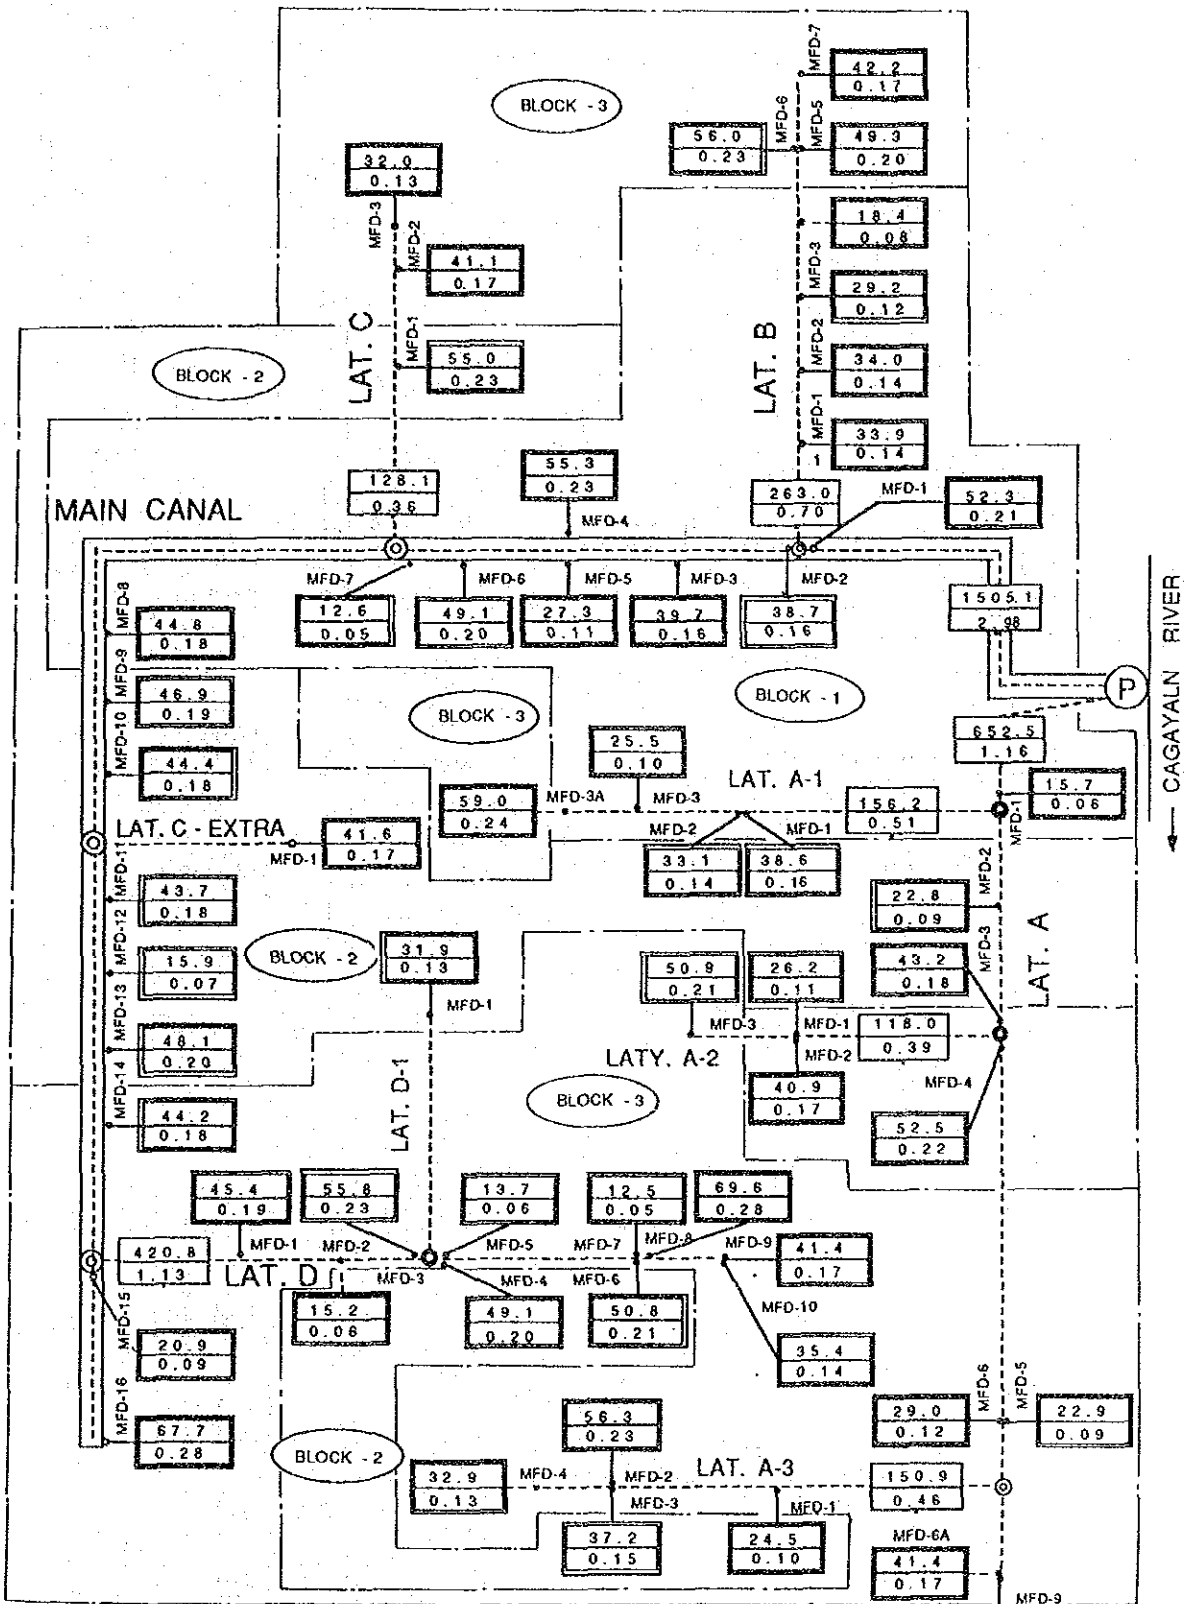 MFD-7
42.2
0.17
BLOCK - 3
MFD-6
MFD-5
56.0
0.23
49.3
0.20
32.0
0.13
MFD-3
MFD-2
41.1
0.17
18.4
0.08
MFD-3
29.2
0.12
LAT. C
MFD-1
55.0
0.23
LAT. B
MFD-2
34.0
0.14
BLOCK - 2
MFD-1
1
33.9
0.14
128.1
0.36
55.3
0.23
MFD-4
263.0
0.70
MFD-1
52.3
0.21
MAIN CANAL
MFD-7
MFD-6
MFD-5
MFD-3
MFD-2
12.6
0.05
49.1
0.20
27.3
0.11
39.7
0.16
38.7
0.16
1505.1
2.98
CAGAYALN RIVER
P
MFD-8
44.8
0.18
MFD-9
46.9
0.19
MFD-10
44.4
0.18
BLOCK - 3
BLOCK - 1
652.5
1.16
25.5
0.10
LAT. A-1
59.0
0.24
MFD-3A
MFD-3
156.2
0.51
15.7
0.06
MFD-1
MFD-2
MFD-1
33.1
0.14
38.6
0.16
LAT. C - EXTRA
MFD-1
41.6
0.17
MFD-11
43.7
0.18
MFD-12
15.9
0.07
MFD-13
48.1
0.20
MFD-14
44.2
0.18
BLOCK - 2
31.9
0.13
MFD-1
LAT. D-1
MFD-2
22.8
0.09
MFD-3
43.2
0.18
LAT. A
50.9
0.21
26.2
0.11
MFD-3
MFD-1
118.0
0.39
LATY. A-2
MFD-2
40.9
0.17
MFD-4
52.5
0.22
BLOCK - 3
45.4
0.19
55.8
0.23
13.7
0.06
12.5
0.05
69.6
0.28
420.8
1.13
MFD-1
MFD-2
MFD-5
MFD-7
MFD-8
MFD-9
41.4
0.17
LAT. D
MFD-3
MFD-4
MFD-6
MFD-10
15.2
0.06
49.1
0.20
50.8
0.21
35.4
0.14
MFD-15
20.9
0.09
MFD-16
67.7
0.28
MFD-6
MFD-5
29.0
0.12
22.9
0.09
56.3
0.23
BLOCK - 2
32.9
0.13
MFD-4
MFD-2
LAT. A-3
150.9
0.46
MFD-3
MFD-1
37.2
0.15
24.5
0.10
MFD-6A
41.4
0.17
MFD-9